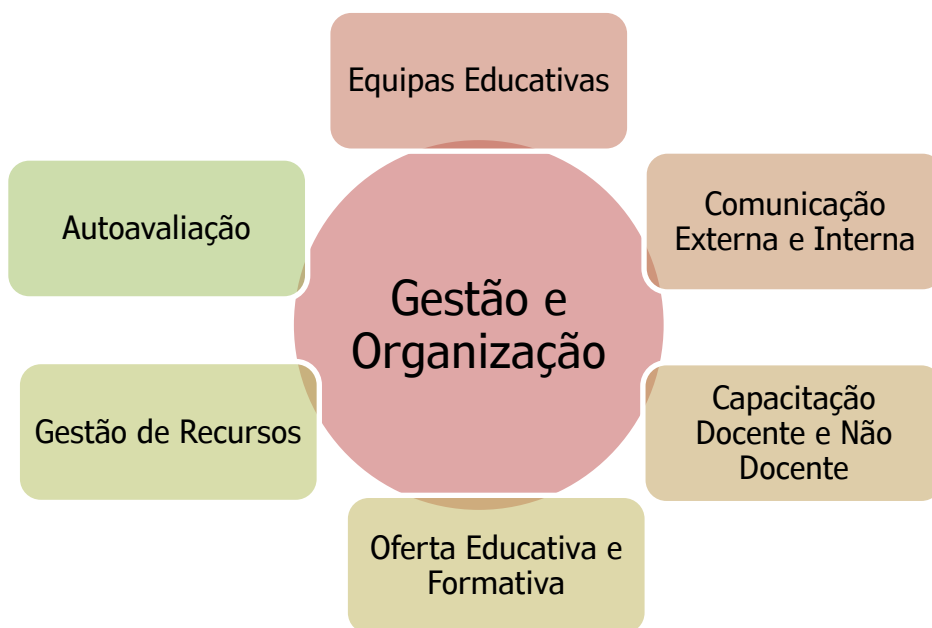 Equipas Educativas
Comunicação
Externa e Interna
Capacitação
Docente e Não
Docente
Oferta Educativa e
Formativa
Gestão de Recursos
Autoavaliação
Gestão e
Organização